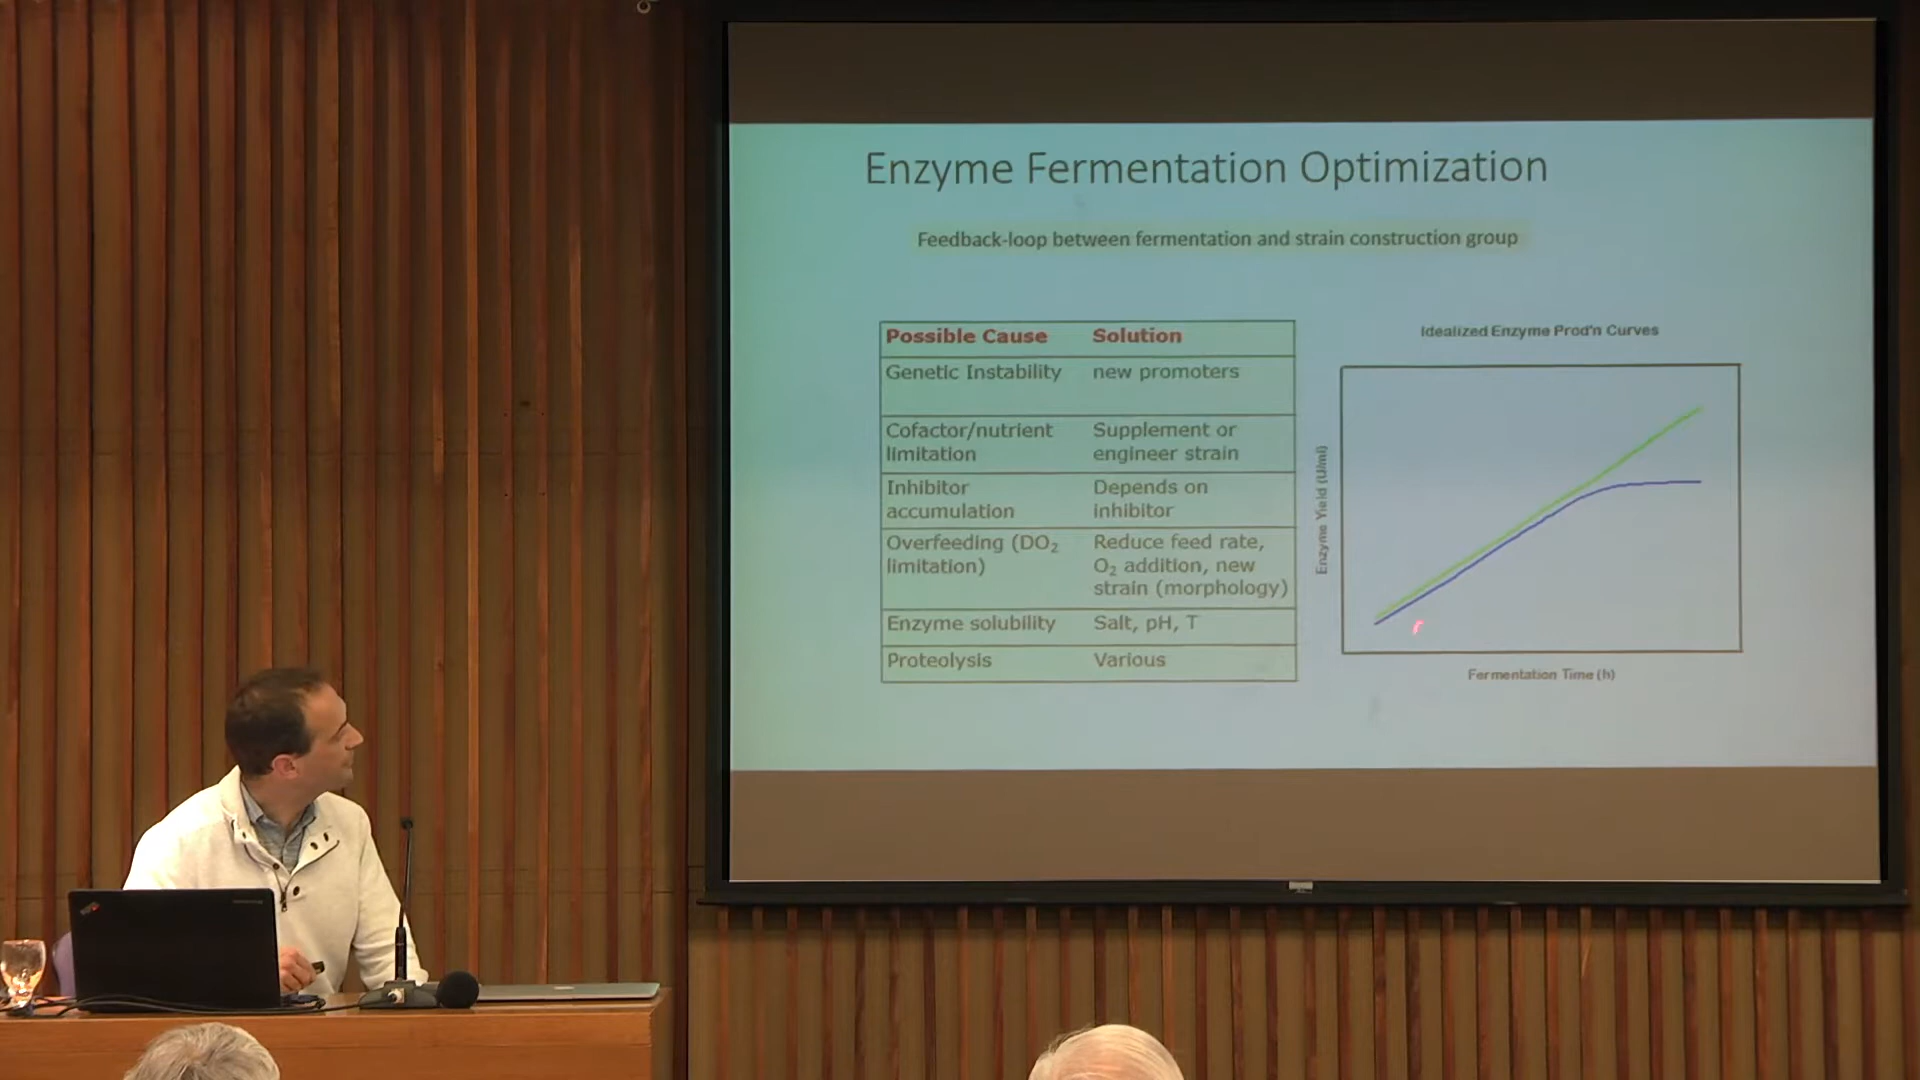 Enzyme Fermentation Optimization
Feedback-loop between fermentation and strain construction group
Possible Cause Solution
Genetic Instability new promoters
Cofactor/nutrient Supplement or
limitation engineer strain
Inhibitor Depends on
accumulation inhibitor
Overfeeding (DO₂ Reduce feed rate,
limitation) O₂ addition, new
strain (morphology)
Enzyme solubility Salt, pH, T
Proteolysis Various
Idealized Enzyme Prod'n Curves
Enzyme Yield (U/ml)
Fermentation Time (h)